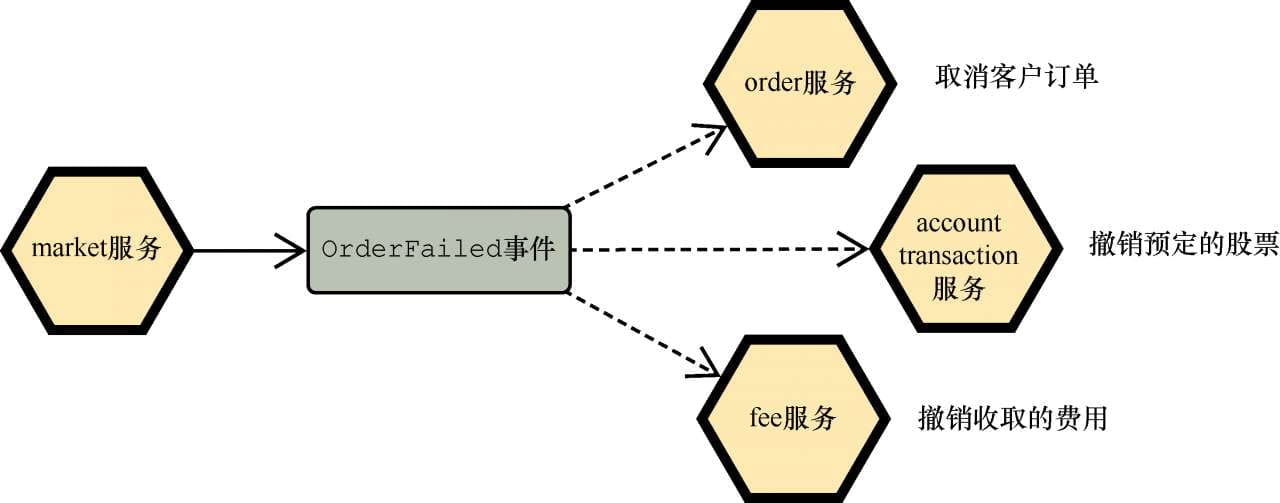 order服务
取消客户订单
market服务
OrderFailed事件
account
transaction
服务
撤销预定的股票
fee服务
撤销收取的费用